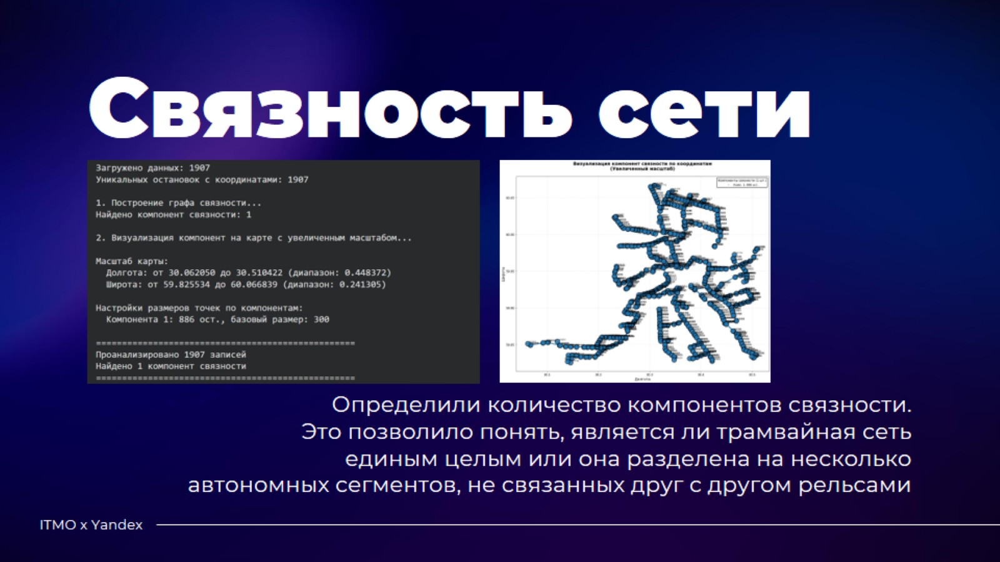 Связность сети
Загружено данных: 1907
Уникальных остановок с координатами: 1907
1. Построение графа связности...
Найдено компонент связности: 1
2. Визуализация компонент на карте с увеличенным масштабом...
Масштаб карты:
Долгота: от 30.062050 до 30.510422 (диапазон: 0.448372)
Широта: от 59.825534 до 60.066839 (диапазон: 0.241305)
Настройки размеров точек по компонентам:
Компонента 1: 886 ост., базовый размер: 300
==================================================
Проанализировано 1907 записей
Найдено 1 компонент связности
==================================================
Визуализация компонент связности по координатам
(Увеличенный масштаб)
Долгота
Определили количество компонентов связности.
Это позволило понять, является ли трамвайная сеть
единым целым или она разделена на несколько
автономных сегментов, не связанных друг с другом рельсами
ITMO x Yandex